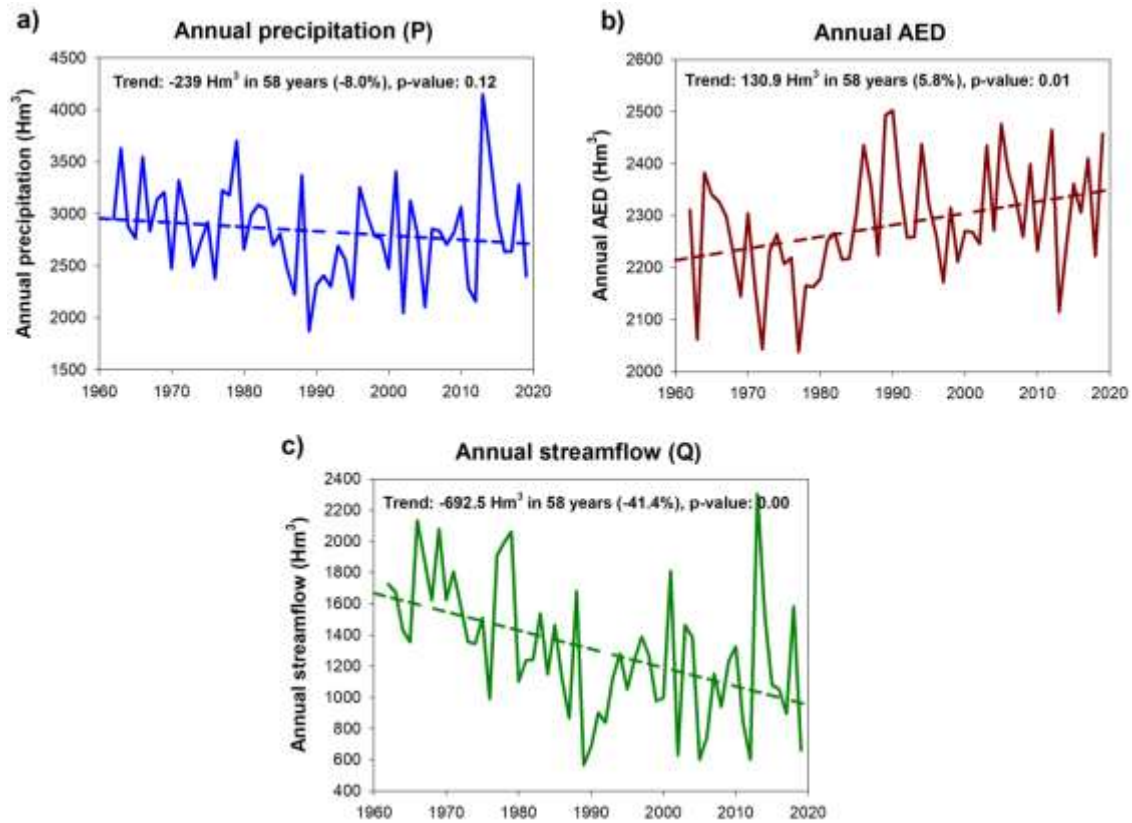 a)
Annual precipitation (P)
Trend: -239 Hm³ in 58 years (-8.0%), p-value: 0.12
Annual precipitation (Hm³)
4500
4000
3500
3000
2500
2000
1500
1960 1970 1980 1990 2000 2010 2020
b)
Annual AED
Trend: 130.9 Hm³ in 58 years (5.8%), p-value: 0.01
Annual AED (Hm³)
2600
2500
2400
2300
2200
2100
2000
1960 1970 1980 1990 2000 2010 2020
c)
Annual streamflow (Q)
Trend: -692.5 Hm³ in 58 years (-41.4%), p-value: 0.00
Annual streamflow (Hm³)
2400
2200
2000
1800
1600
1400
1200
1000
800
600
400
1960 1970 1980 1990 2000 2010 2020